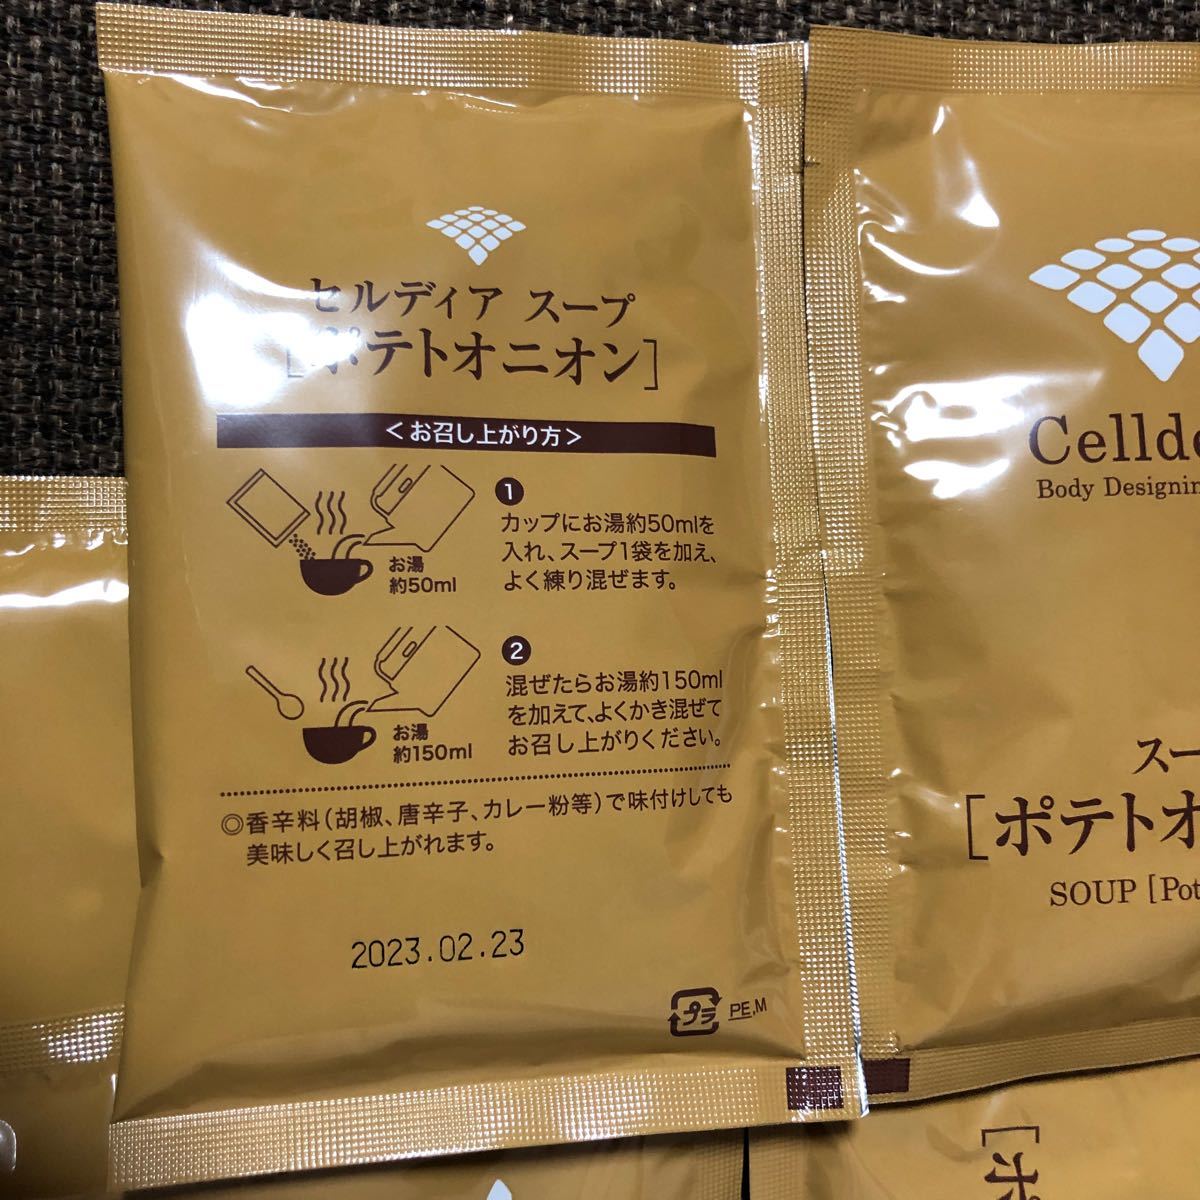 セルディア スープ
[ポテトオニオン]
<お召し上がり方>
1
カップにお湯約50mlを
入れ、スープ1袋を加え、
よく練り混ぜます。
お湯
約50ml
2
混ぜたらお湯約150ml
を加えて、よくかき混ぜて
お召し上がりください。
お湯
約150ml
◎香辛料(胡椒、唐辛子、カレー粉等)で味付けしても
美味しく召し上がれます。
2023.02.23
プラ
PE,M
Celld
Body Designin
スー
[ポテトオ
SOUP [Pot
[ポ